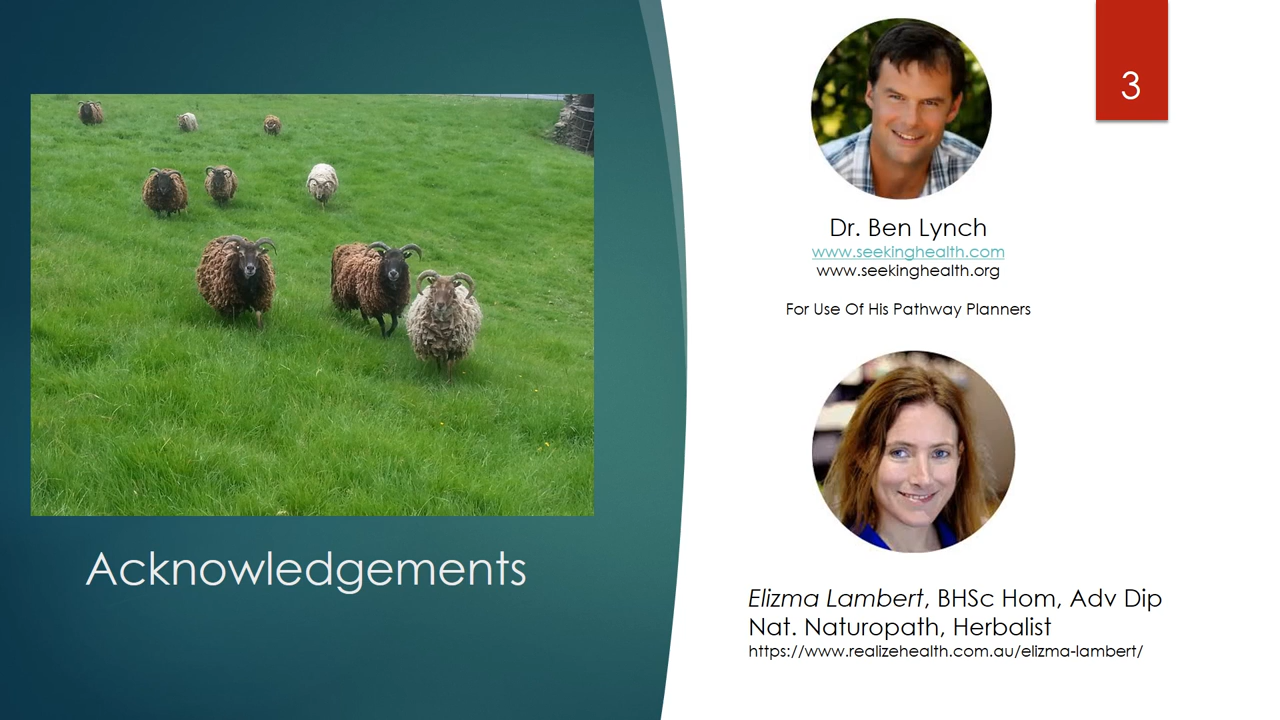 Acknowledgements
3
Dr. Ben Lynch
www.seekinghealth.com
www.seekinghealth.org
For Use Of His Pathway Planners
Elizma Lambert, BHSc Hom, Adv Dip
Nat. Naturopath, Herbalist
https://www.realizehealth.com.au/elizma-lambert/